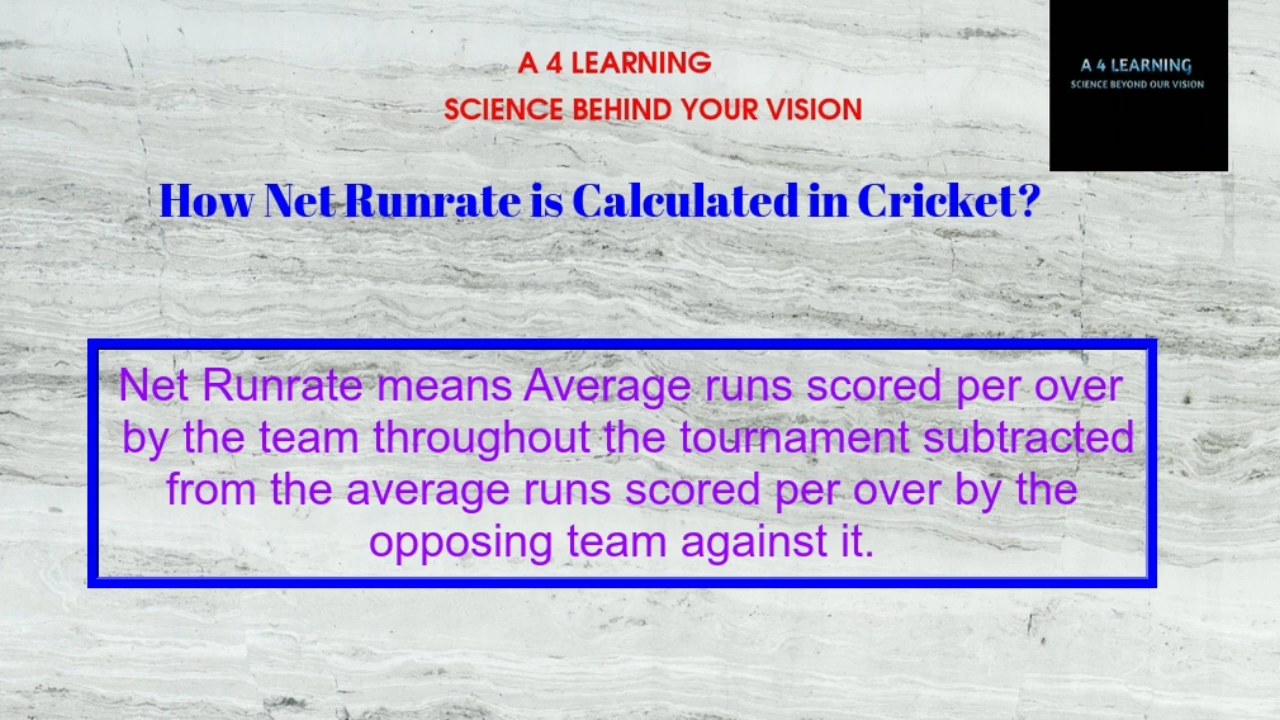 A 4 LEARNING
SCIENCE BEHIND YOUR VISION
A 4 LEARNING
SCIENCE BEYOND OUR VISION
How Net Runrate is Calculated in Cricket?
Net Runrate means Average runs scored per over
by the team throughout the tournament subtracted
from the average runs scored per over by the
opposing team against it.